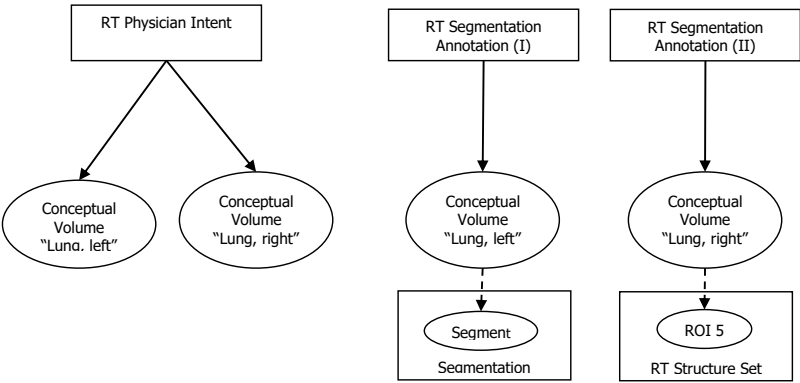 RT Physician Intent
RT Segmentation
Annotation (I)
RT Segmentation
Annotation (II)
Conceptual
Volume
“Lung, left”
Conceptual
Volume
“Lung, right”
Conceptual
Volume
“Lung, left”
Conceptual
Volume
“Lung, right”
Segment
Segmentation
ROI 5
RT Structure Set